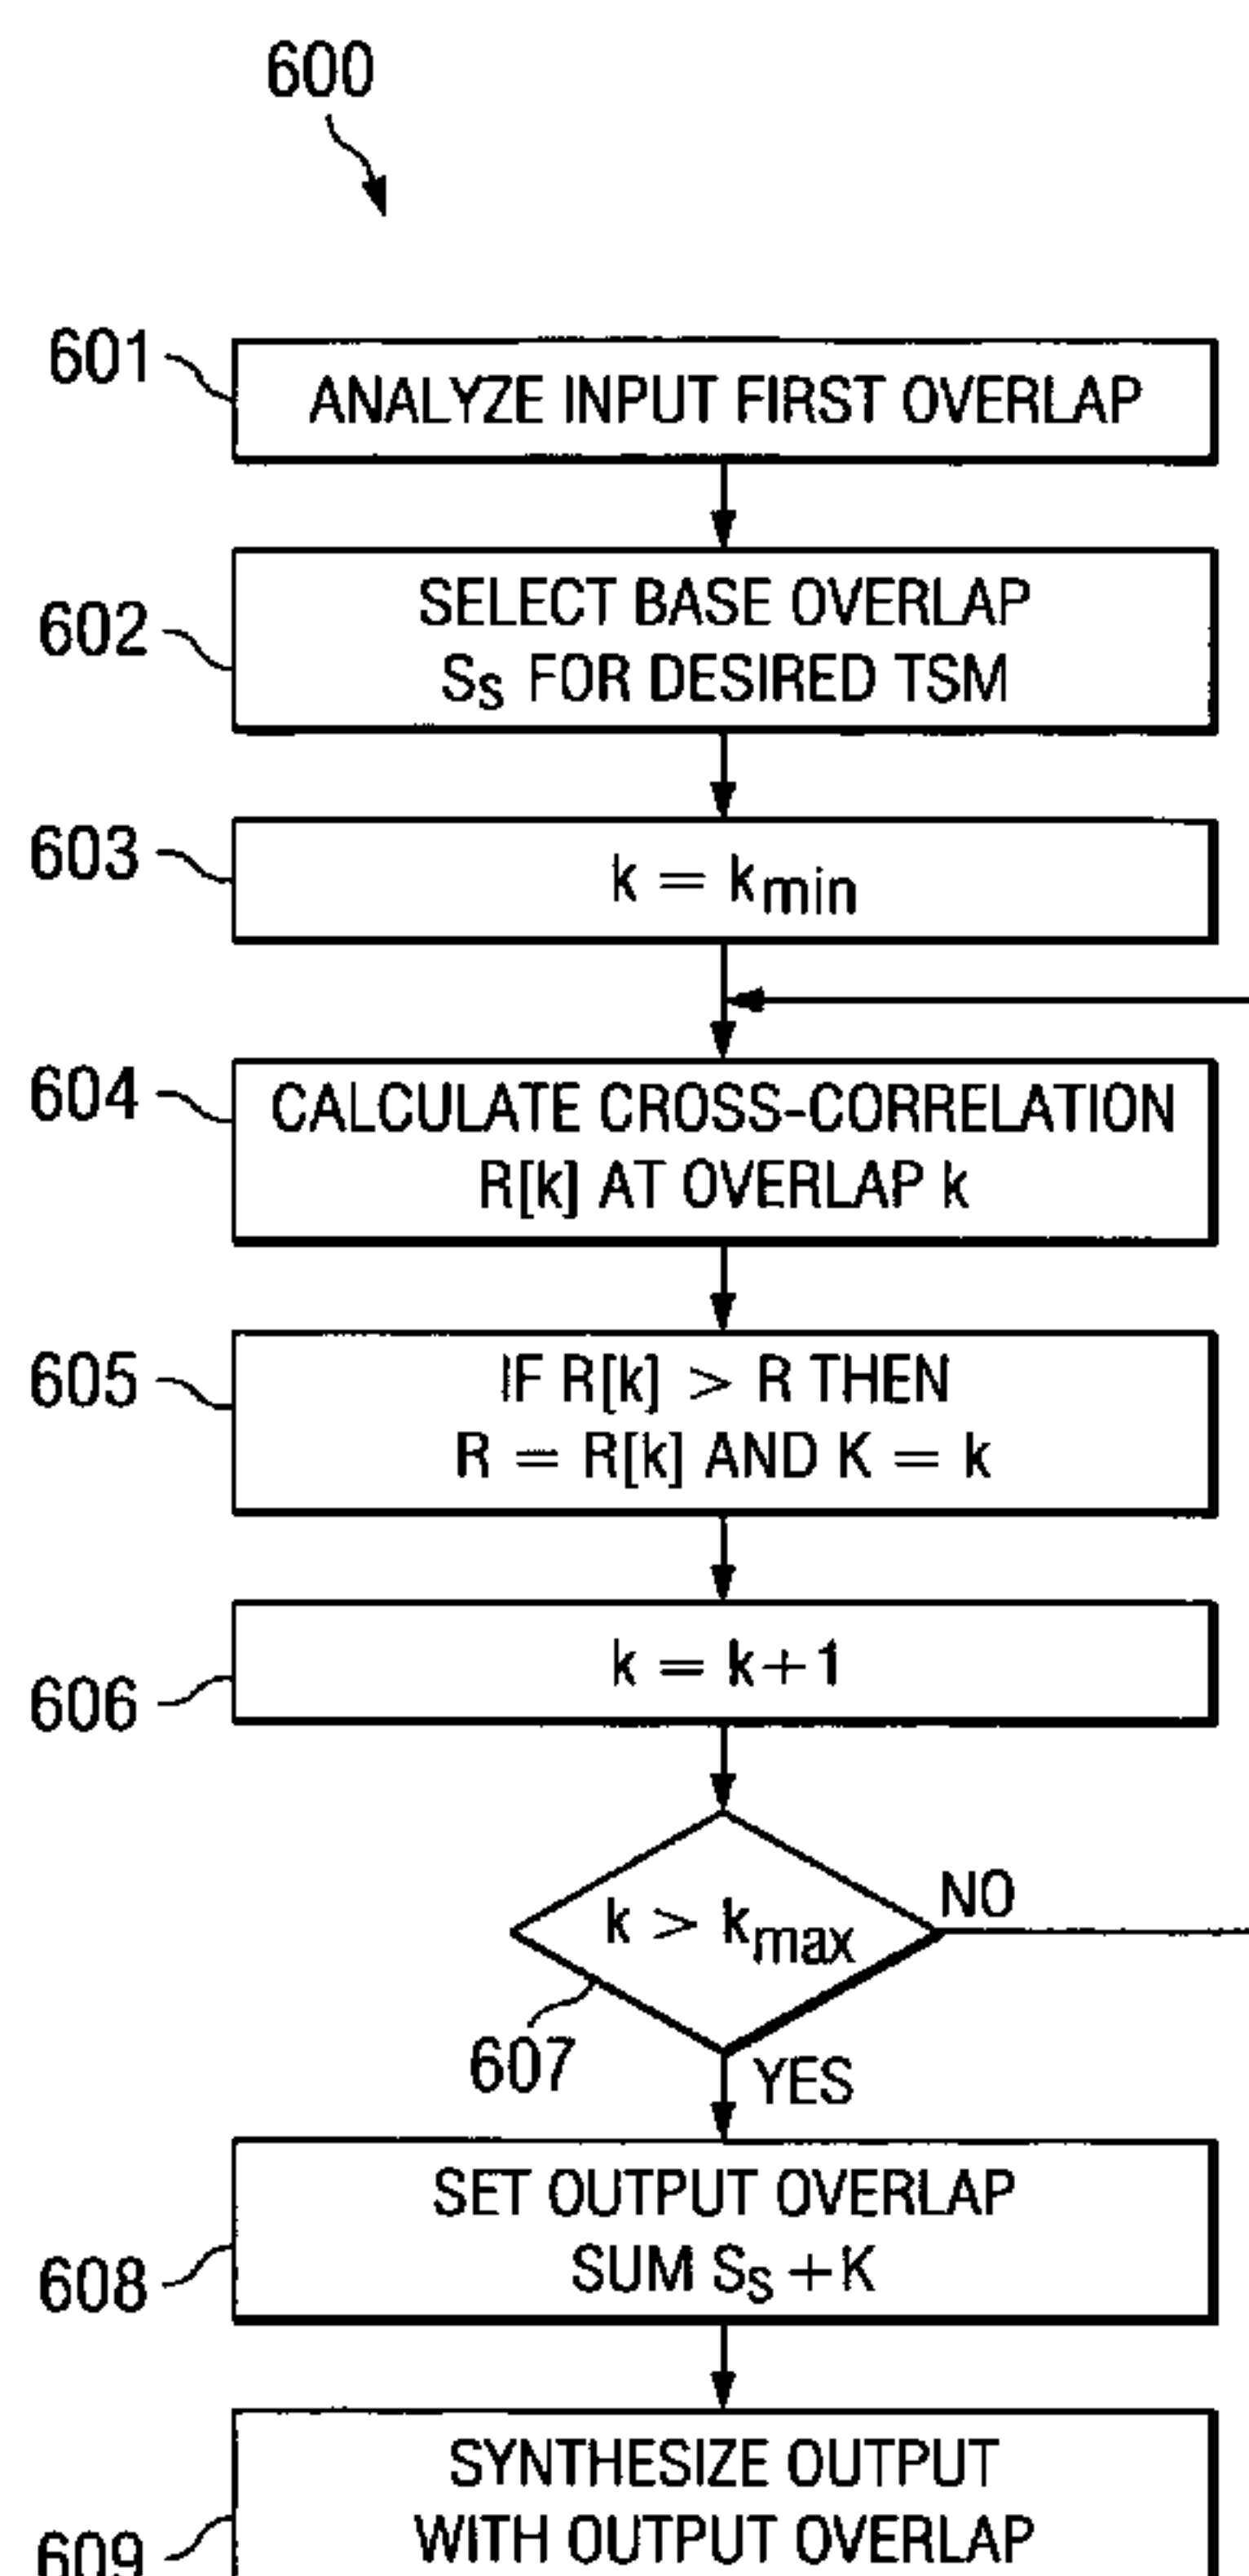 600
601
ANALYZE INPUT FIRST OVERLAP
602
SELECT BASE OVERLAP
SS FOR DESIRED TSM
603
k = kmin
604
CALCULATE CROSS-CORRELATION
R[k] AT OVERLAP k
605
IF R[k] > R THEN
R = R[k] AND K = k
606
k = k+1
k > kmax
NO
607
YES
608
SET OUTPUT OVERLAP
SUM SS +K
609
SYNTHESIZE OUTPUT
WITH OUTPUT OVERLAP